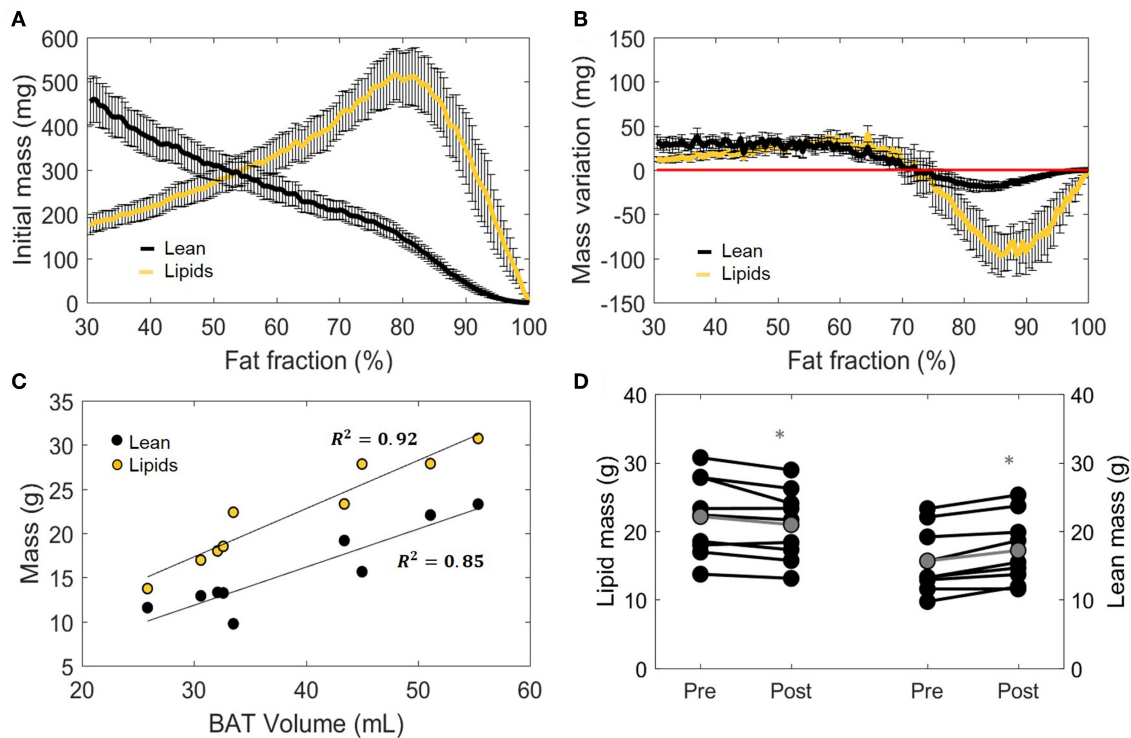 A
Initial mass (mg)
600
500
400
300
200
100
0
Lean
Lipids
30 40 50 60 70 80 90 100
Fat fraction (%)
B
Mass variation (mg)
150
100
50
0
-50
-100
-150
Lean
Lipids
30 40 50 60 70 80 90 100
Fat fraction (%)
C
Mass (g)
35
30
25
20
15
10
5
Lean
Lipids
R² = 0.92
R² = 0.85
20 30 40 50 60
BAT Volume (mL)
D
Lipid mass (g)
40
30
20
10
0
*
*
Pre Post Pre Post
40
30
20
10
0
Lean mass (g)